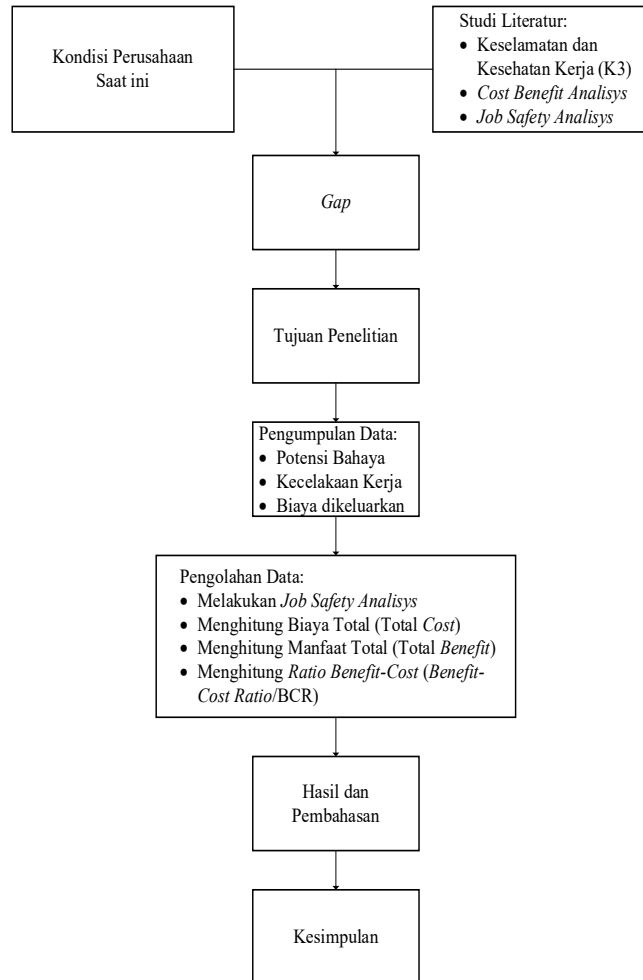 Kondisi Perusahaan
Saat ini
Studi Literatur:
• Keselamatan dan
Kesehatan Kerja (K3)
• Cost Benefit Analisys
• Job Safety Analisys
Gap
Tujuan Penelitian
Pengumpulan Data:
• Potensi Bahaya
• Kecelakaan Kerja
• Biaya dikeluarkan
Pengolahan Data:
• Melakukan Job Safety Analisys
• Menghitung Biaya Total (Total Cost)
• Menghitung Manfaat Total (Total Benefit)
• Menghitung Ratio Benefit-Cost (Benefit-
Cost Ratio/BCR)
Hasil dan
Pembahasan
Kesimpulan